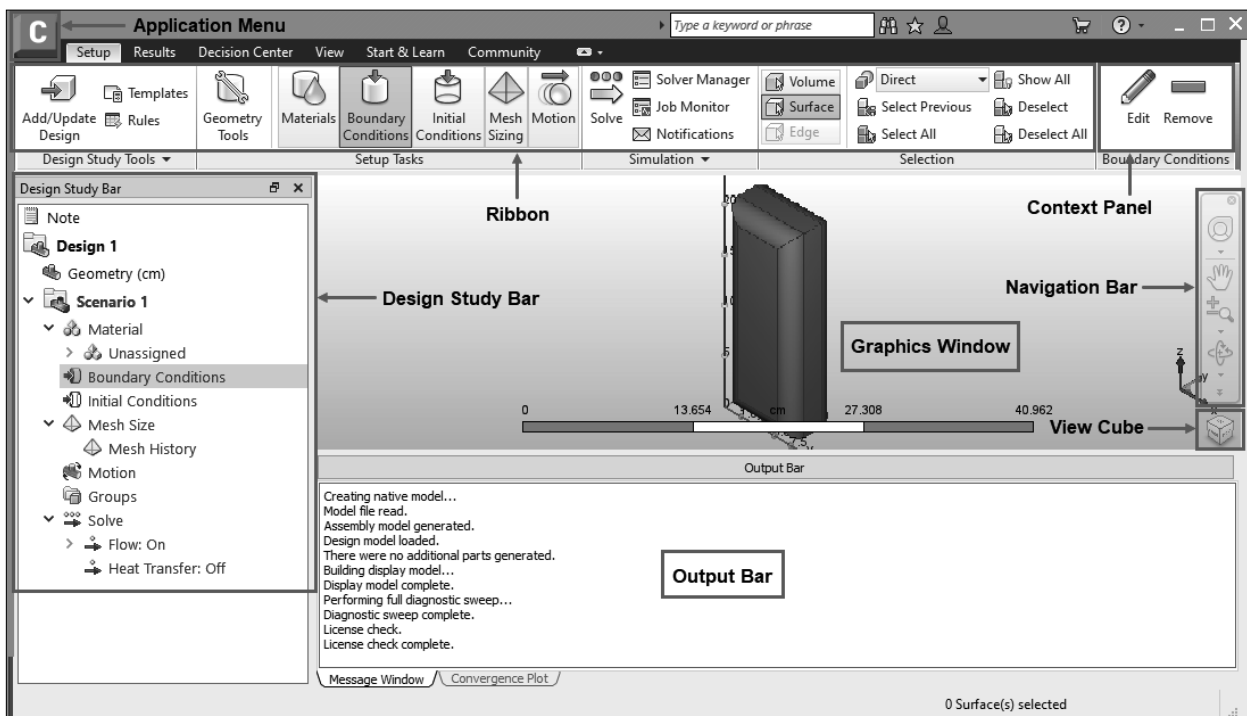 C
Application Menu
Type a keyword or phrase
?
Setup Results Decision Center View Start & Learn Community
Add/Update Design
Templates
Rules
Geometry Tools
Materials
Boundary Conditions
Initial Conditions
Mesh Sizing
Motion
Solve
Solver Manager
Job Monitor
Notifications
Volume
Surface
Edge
Direct
Select Previous
Select All
Show All
Deselect
Deselect All
Edit
Remove
Design Study Tools
Setup Tasks
Simulation
Selection
Boundary Conditions
Design Study Bar
Note
Design 1
Geometry (cm)
Scenario 1
Material
Unassigned
Boundary Conditions
Initial Conditions
Mesh Size
Mesh History
Motion
Groups
Solve
Flow: On
Heat Transfer: Off
Ribbon
Context Panel
Design Study Bar
Navigation Bar
Graphics Window
z
y
0 13.654 cm 27.308 40.962
View Cube
Output Bar
Creating native model...
Model file read.
Assembly model generated.
Design model loaded.
There were no additional parts generated.
Building display model...
Display model complete.
Performing full diagnostic sweep...
Diagnostic sweep complete.
License check.
License check complete.
Output Bar
Message Window
Convergence Plot
0 Surface(s) selected